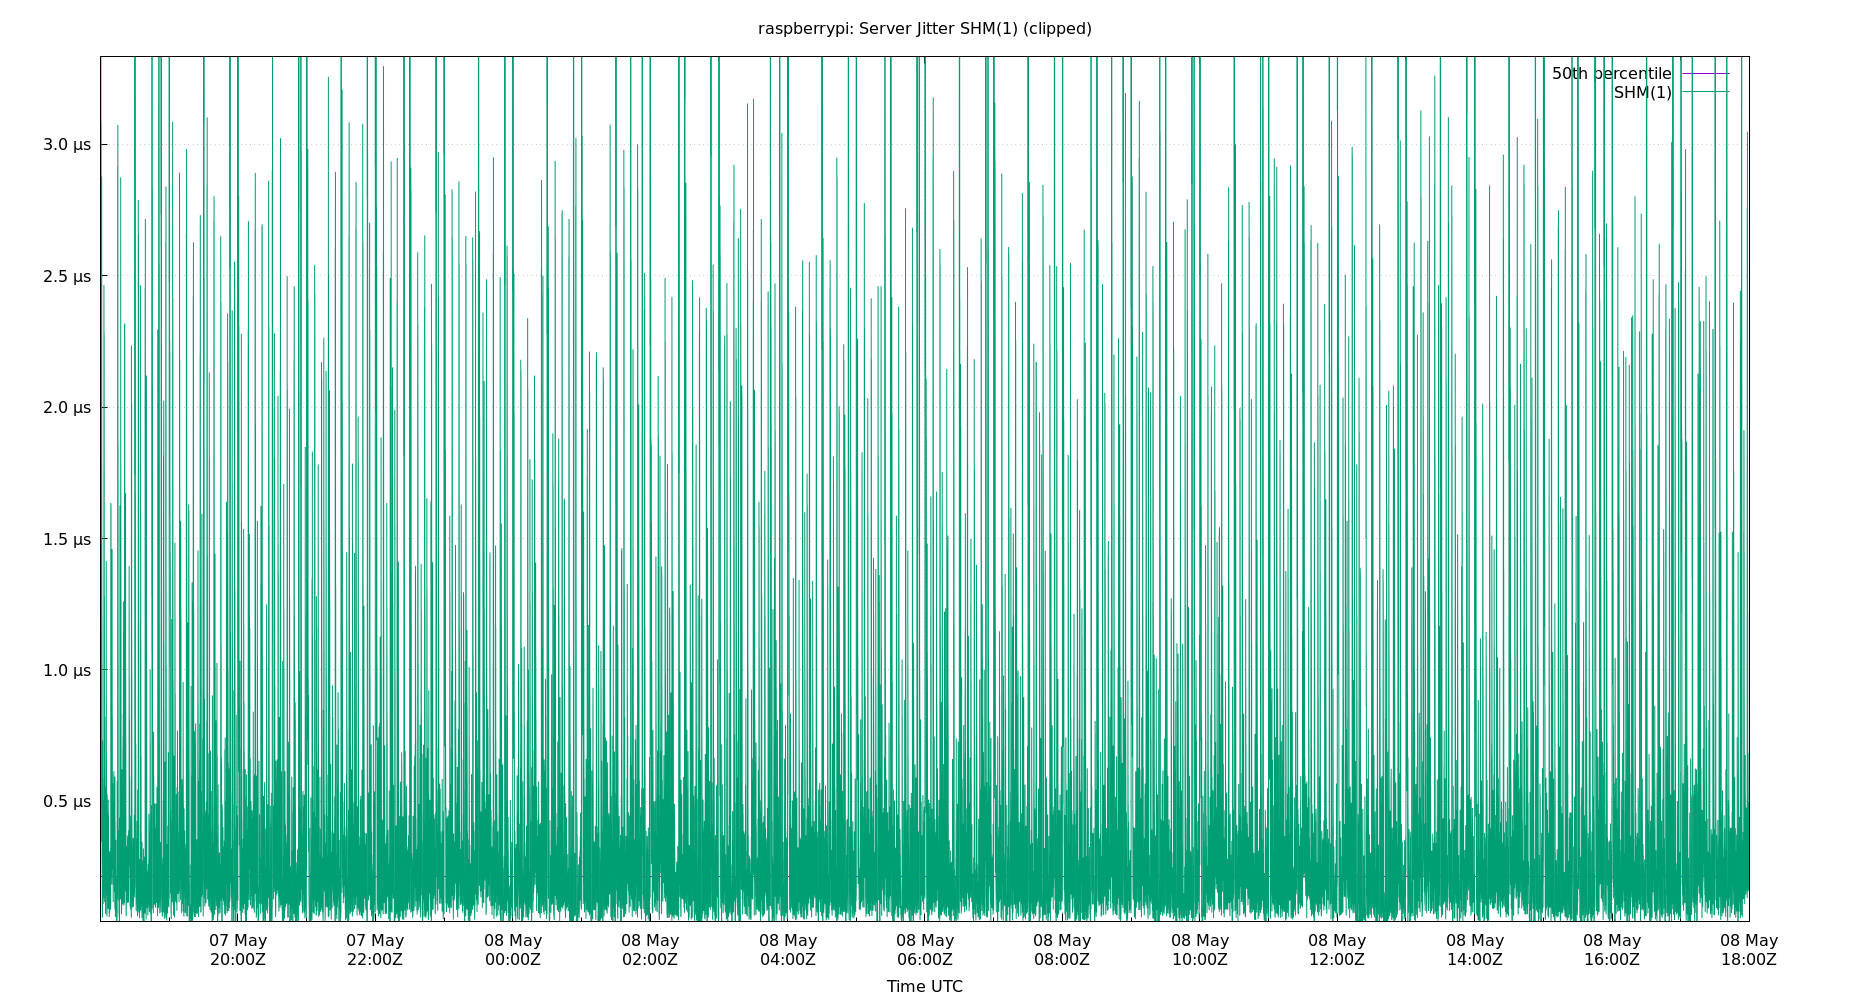 raspberrypi: Server Jitter SHM(1) (clipped)
50th percentile
SHM(1)
3.0 µs
2.5 µs
2.0 µs
1.5 µs
1.0 µs
0.5 µs
07 May 07 May 08 May 08 May 08 May 08 May 08 May 08 May 08 May 08 May 08 May 08 May
20:00Z 22:00Z 00:00Z 02:00Z 04:00Z 06:00Z 08:00Z 10:00Z 12:00Z 14:00Z 16:00Z 18:00Z
Time UTC